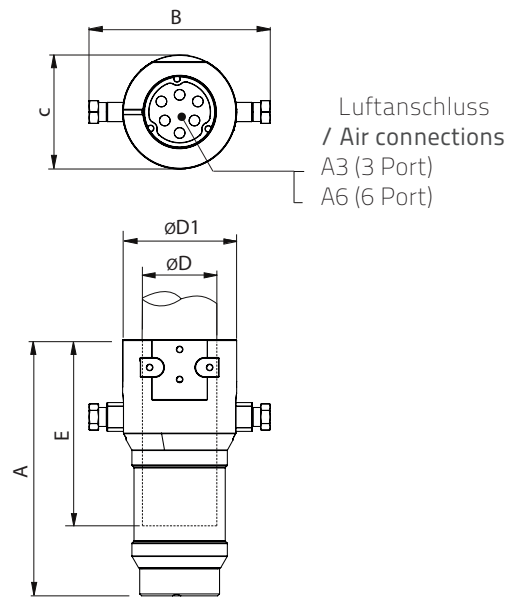 B
c
Luftanschluss
/ Air connections
A3 (3 Port)
A6 (6 Port)
øD1
øD
E
A